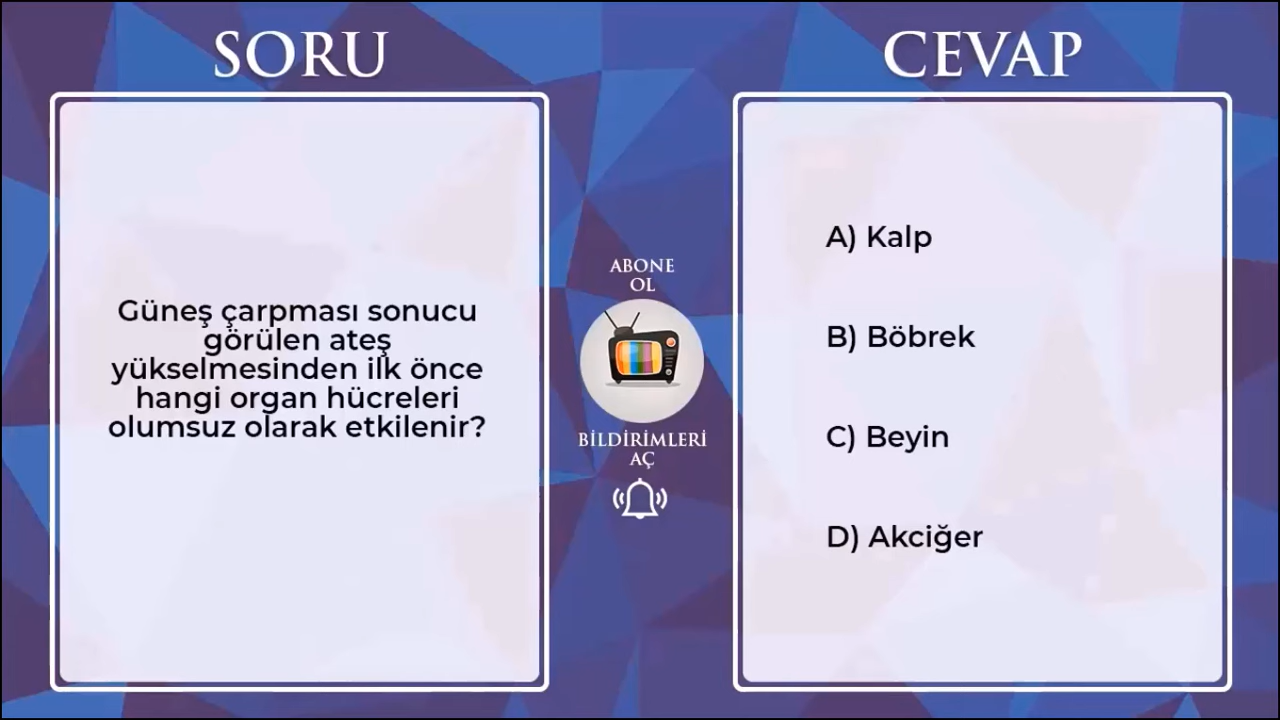 SORU
Güneş çarpması sonucu
görülen ateş
yükselmesinden ilk önce
hangi organ hücreleri
olumsuz olarak etkilenir?
ABONE
OL
BİLDİRİMLERİ
AÇ
CEVAP
A) Kalp
B) Böbrek
C) Beyin
D) Akciğer